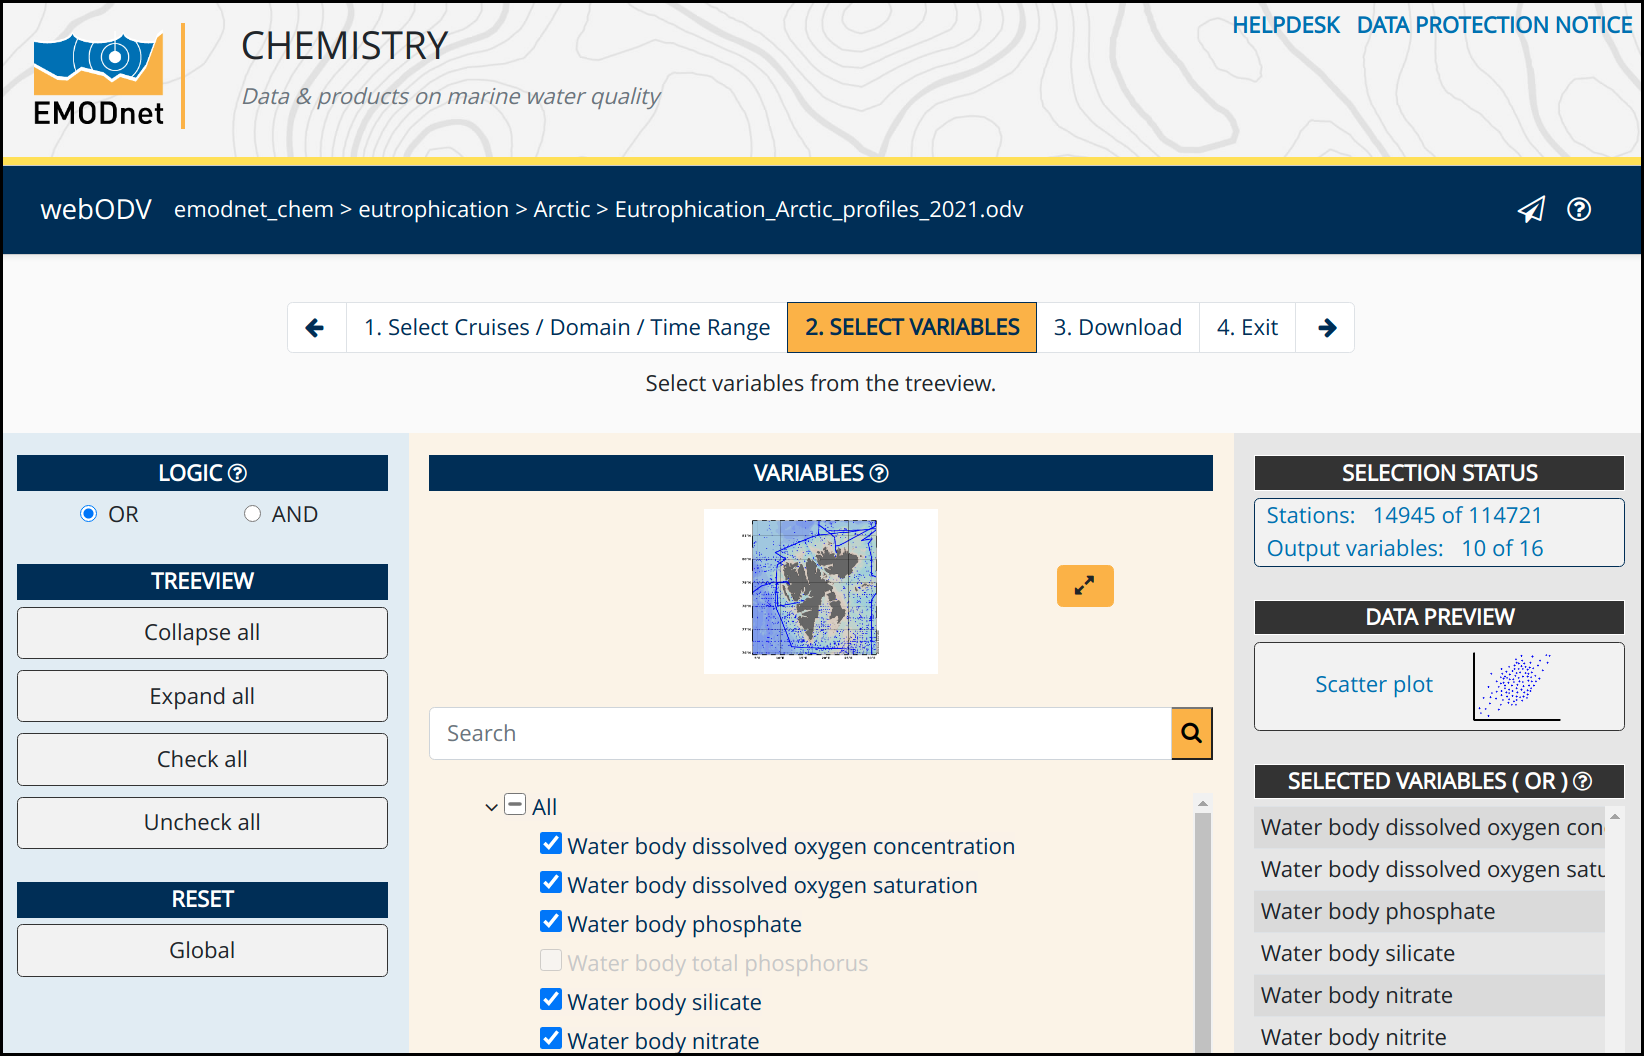 HELPDESK DATA PROTECTION NOTICE
CHEMISTRY
Data & products on marine water quality
EMODnet
webODV emodnet_chem > eutrophication > Arctic > Eutrophication_Arctic_profiles_2021.odv
1. Select Cruises / Domain / Time Range 2. SELECT VARIABLES 3. Download 4. Exit
Select variables from the treeview.
LOGIC
OR AND
TREEVIEW
Collapse all
Expand all
Check all
Uncheck all
RESET
Global
VARIABLES
Search
All
Water body dissolved oxygen concentration
Water body dissolved oxygen saturation
Water body phosphate
Water body total phosphorus
Water body silicate
Water body nitrate
SELECTION STATUS
Stations: 14945 of 114721
Output variables: 10 of 16
DATA PREVIEW
Scatter plot
SELECTED VARIABLES ( OR )
Water body dissolved oxygen con
Water body dissolved oxygen satu
Water body phosphate
Water body silicate
Water body nitrate
Water body nitrite